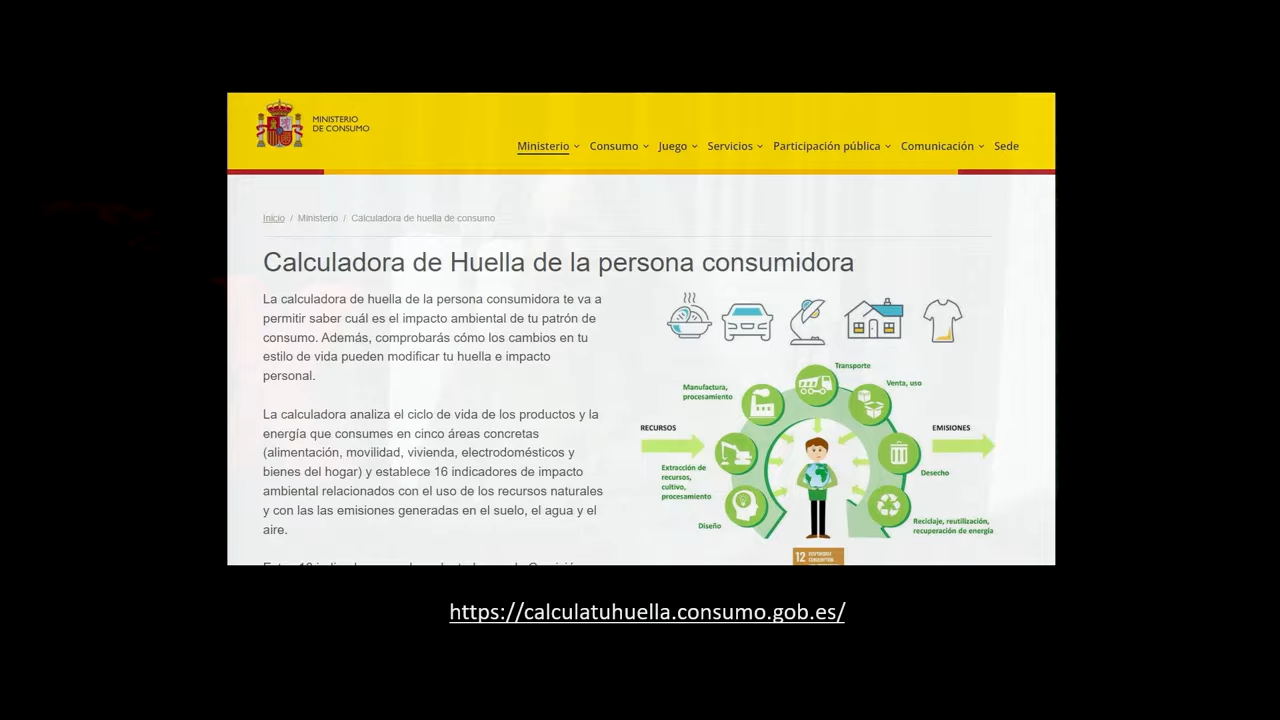 MINISTERIO
DE CONSUMO
Ministerio Consumo Juego Servicios Participación pública Comunicación Sede
Inicio / Ministerio / Calculadora de huella de consumo
Calculadora de Huella de la persona consumidora
La calculadora de huella de la persona consumidora te va a
permitir saber cuál es el impacto ambiental de tu patrón de
consumo. Además, comprobarás cómo los cambios en tu
estilo de vida pueden modificar tu huella e impacto
personal.
La calculadora analiza el ciclo de vida de los productos y la
energía que consumes en cinco áreas concretas
(alimentación, movilidad, vivienda, electrodomésticos y
bienes del hogar) y establece 16 indicadores de impacto
ambiental relacionados con el uso de los recursos naturales
y con las las emisiones generadas en el suelo, el agua y el
aire.
Transporte
Manufactura,
procesamiento
Venta, uso
RECURSOS
EMISIONES
Extracción de
recursos,
cultivo,
procesamiento
Desecho
Diseño
Reciclaje, reutilización,
recuperación de energía
12
https://calculatuhuella.consumo.gob.es/